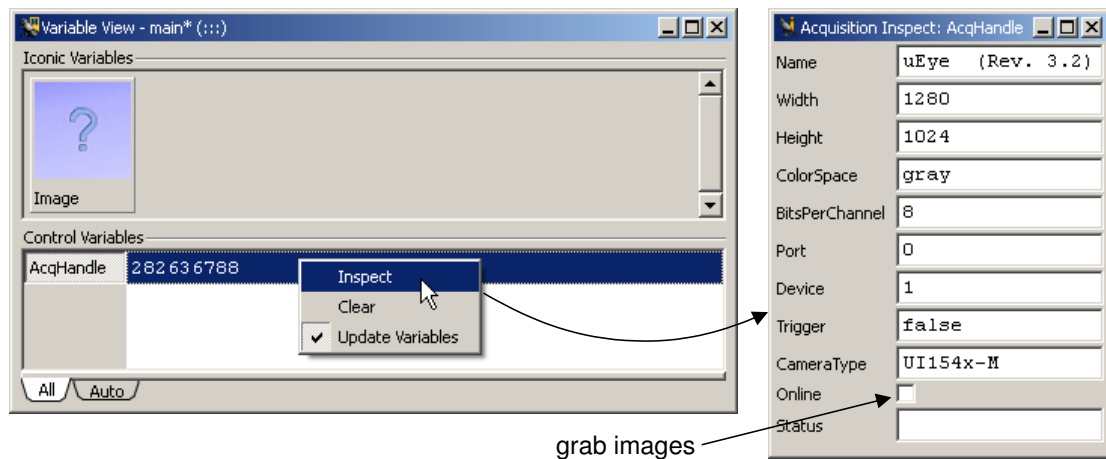 Variable View - main* (:::)
Iconic Variables
?
Image
Control Variables
AcqHandle 282636788
Inspect
Clear
Update Variables
All Auto
Acquisition Inspect: AcqHandle
Name uEye (Rev. 3.2)
Width 1280
Height 1024
ColorSpace gray
BitsPerChannel 8
Port 0
Device 1
Trigger false
CameraType UI154x-M
Online
Status
grab images